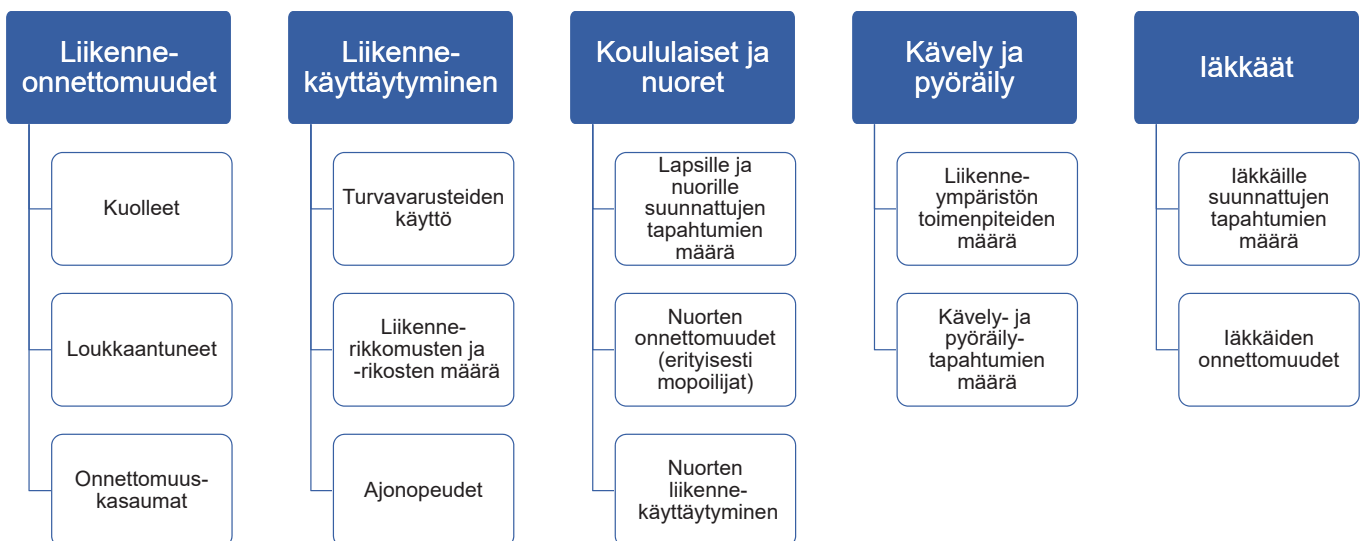 Liikenne-
onnettomuudet
Kuolleet
Loukkaantuneet
Onnettomuus-
kasaumat
Liikenne-
käyttäytyminen
Turvavarusteiden
käyttö
Liikenne-
rikkomusten ja
-rikosten määrä
Ajonopeudet
Koululaiset ja
nuoret
Lapsille ja
nuorille
suunnattujen
tapahtumien
määrä
Nuorten
onnettomuudet
(erityisesti
mopoilijat)
Nuorten
liikenne-
käyttäytyminen
Kävely ja
pyöräily
Liikenne-
ympäristön
toimenpiteiden
määrä
Kävely- ja
pyöräily-
tapahtumien
määrä
Iäkkäät
Iäkkäille
suunnattujen
tapahtumien
määrä
Iäkkäiden
onnettomuudet